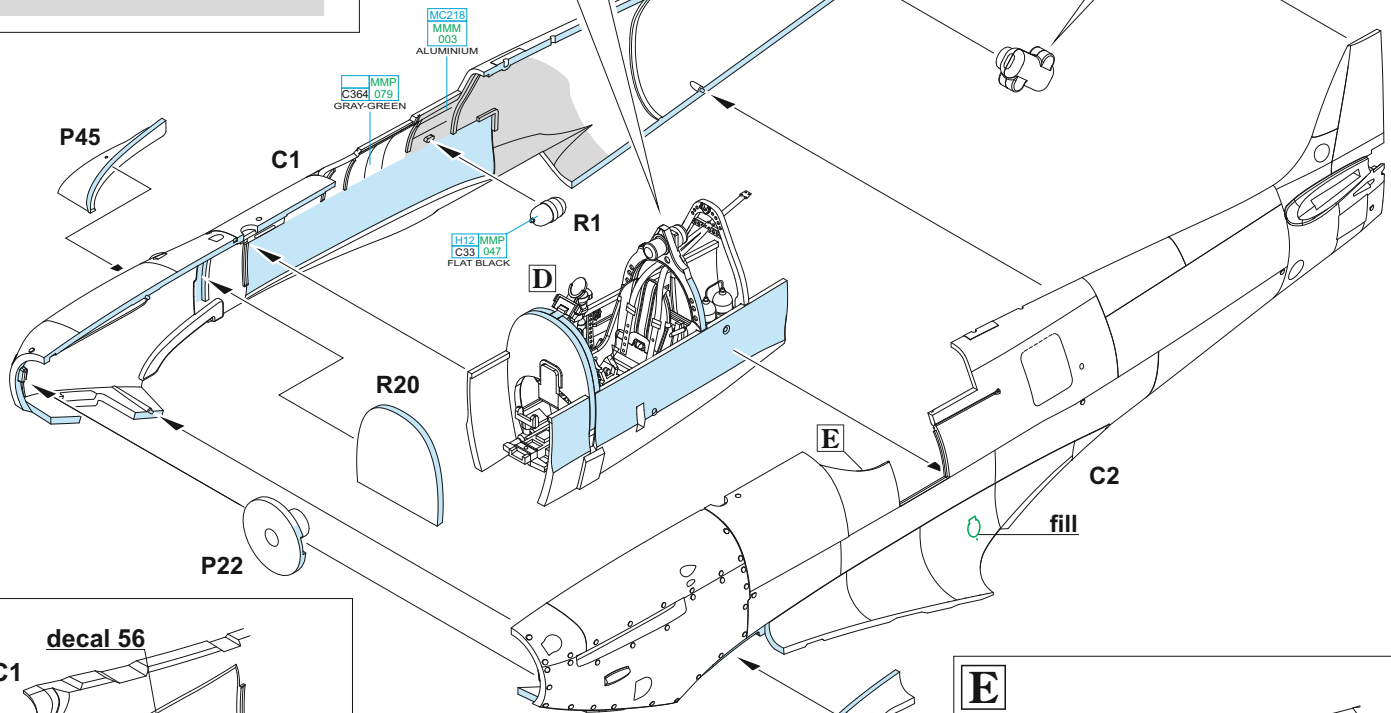 MC218
MMM
003
ALUMINIUM
MMP
C364 079
GRAY-GREEN
P45
C1
R1
H12 MMP
C33 047
FLAT BLACK
D
R20
E
C2
fill
P22
decal 56
C1
E